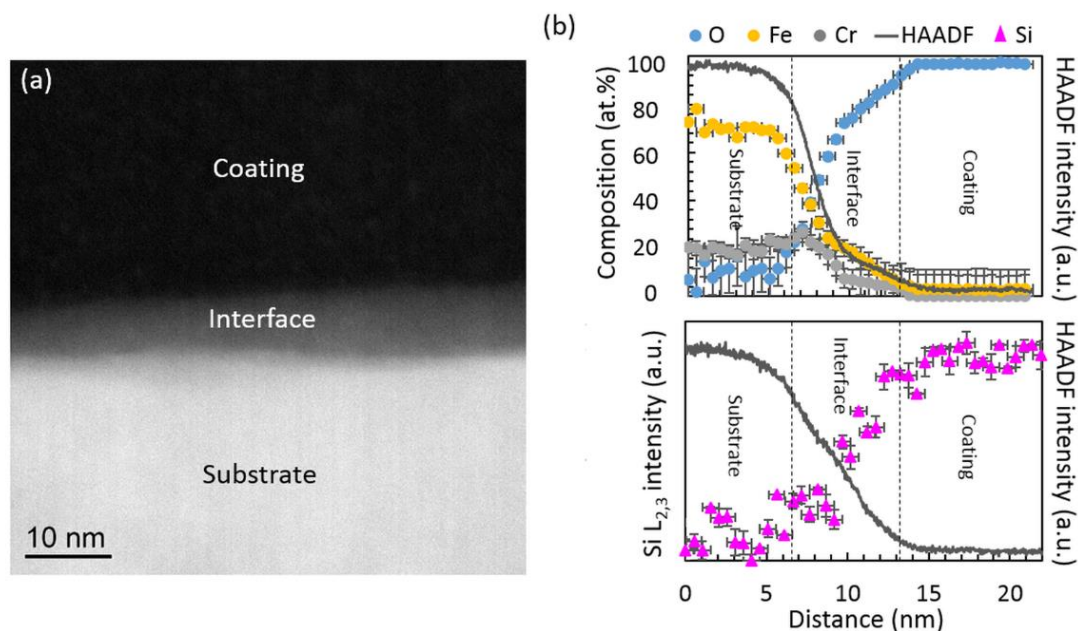 (a)
Coating
Interface
Substrate
10 nm
(b)
O Fe Cr HAADF Si
100
80
60
40
20
0
Composition (at.%)
HAADF intensity (a.u.)
Substrate
Interface
Coating
Si L2,3 intensity (a.u.)
HAADF intensity (a.u.)
Substrate
Interface
Coating
0 5 10 15 20
Distance (nm)